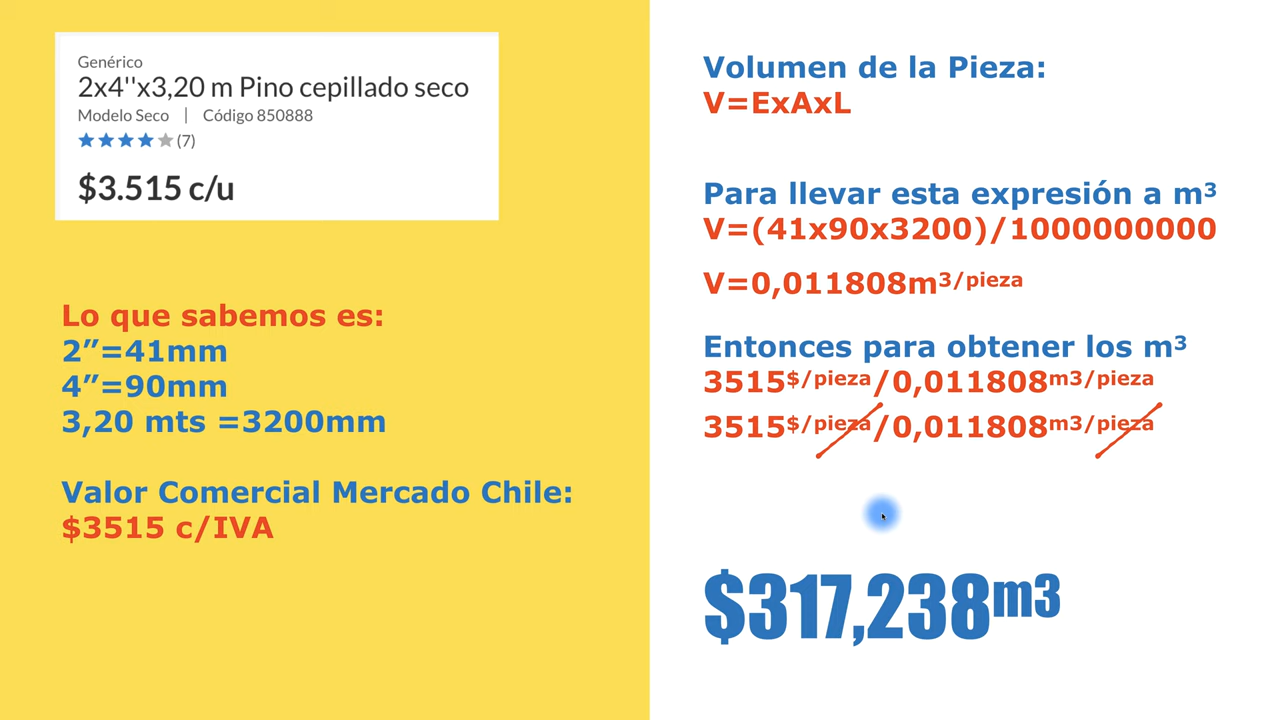 Genérico
2x4''x3,20 m Pino cepillado seco
Modelo Seco | Código 850888
(7)
$3.515 c/u
Lo que sabemos es:
2”=41mm
4”=90mm
3,20 mts =3200mm
Valor Comercial Mercado Chile:
$3515 c/IVA
Volumen de la Pieza:
V=ExAxL
Para llevar esta expresión a m³
V=(41x90x3200)/1000000000
V=0,011808m³/pieza
Entonces para obtener los m³
3515$/pieza/0,011808m3/pieza
3515$/pieza/0,011808m3/pieza
$317,238m3